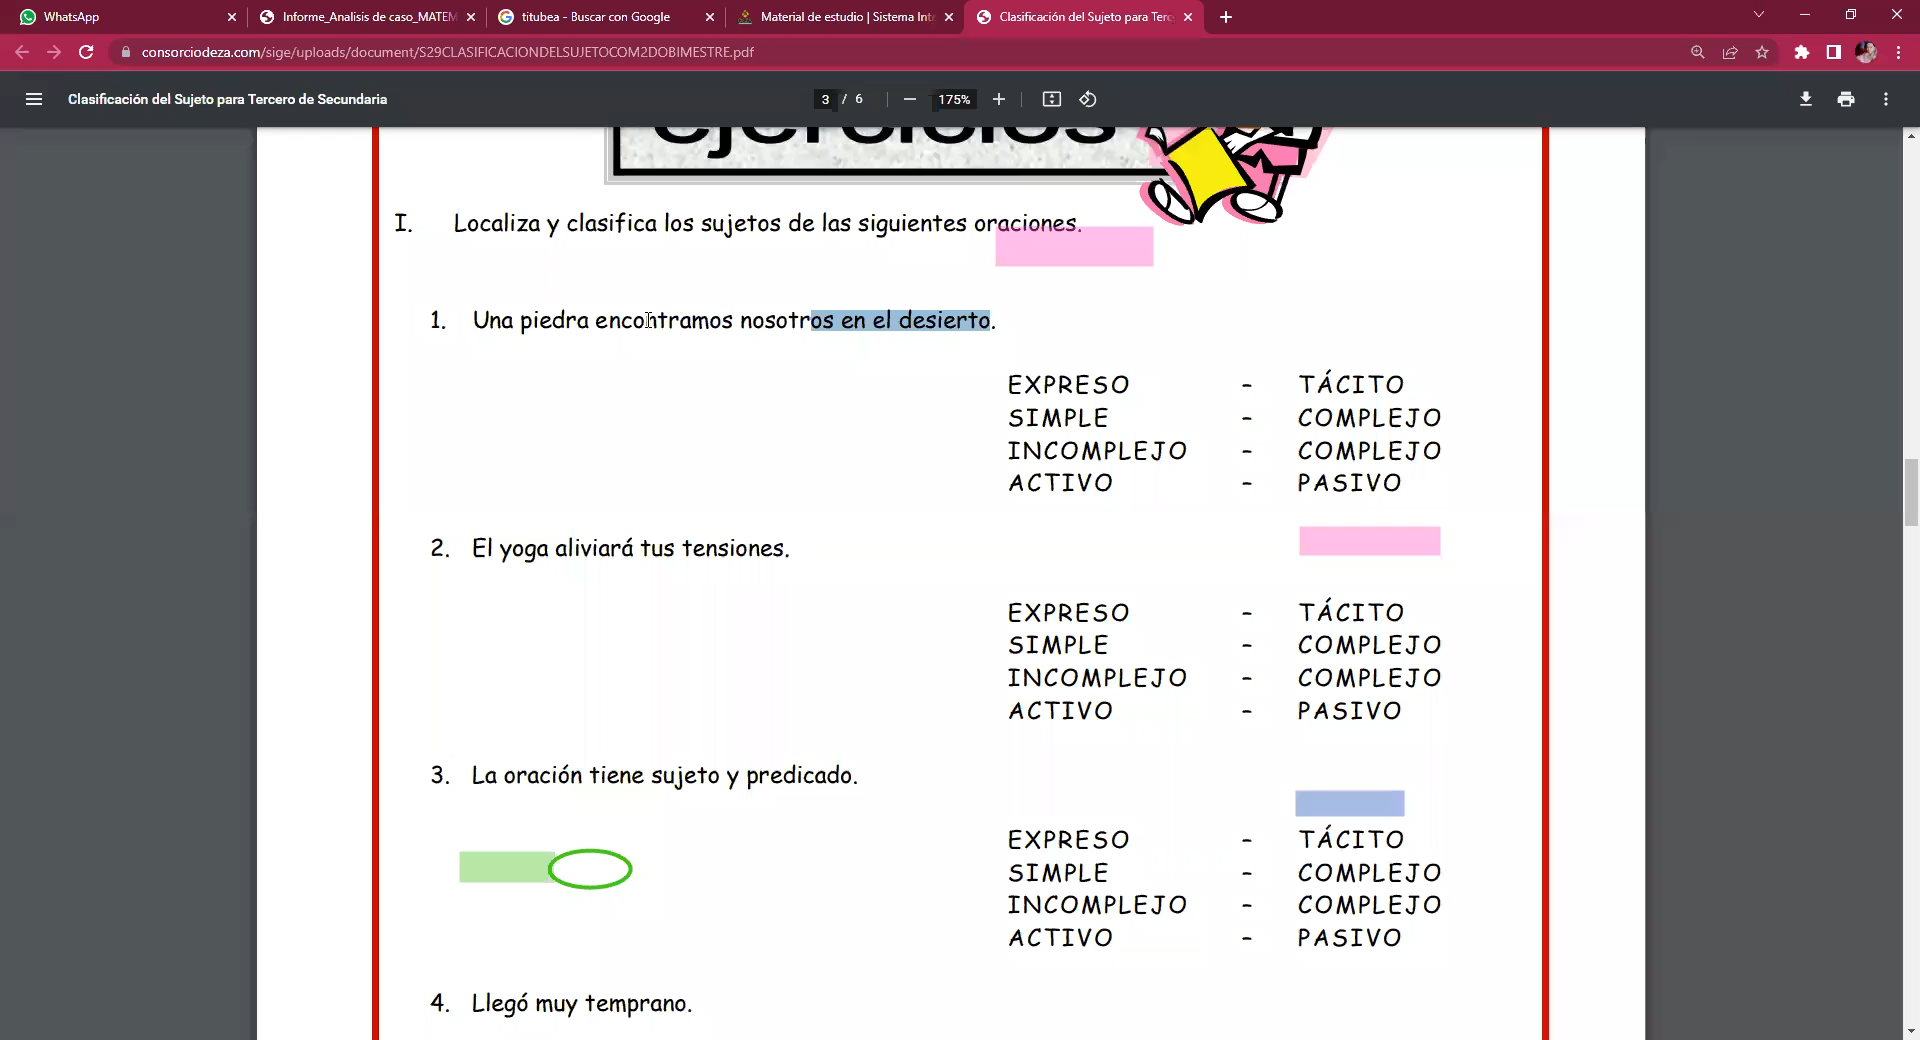 WhatsApp
Informe_Analisis de caso_MATEM
titubea - Buscar con Google
Material de estudio | Sistema Int
Clasificación del Sujeto para Terc
consorciodeza.com/sige/uploads/document/S29CLASIFICACIONDELSUJETOCOM2DOBIMESTRE.pdf
Clasificación del Sujeto para Tercero de Secundaria
3 / 6
175%
ejercicios
I. Localiza y clasifica los sujetos de las siguientes oraciones.
1. Una piedra encontramos nosotros en el desierto.
EXPRESO - TÁCITO
SIMPLE - COMPLEJO
INCOMPLEJO - COMPLEJO
ACTIVO - PASIVO
2. El yoga aliviará tus tensiones.
EXPRESO - TÁCITO
SIMPLE - COMPLEJO
INCOMPLEJO - COMPLEJO
ACTIVO - PASIVO
3. La oración tiene sujeto y predicado.
EXPRESO - TÁCITO
SIMPLE - COMPLEJO
INCOMPLEJO - COMPLEJO
ACTIVO - PASIVO
4. Llegó muy temprano.